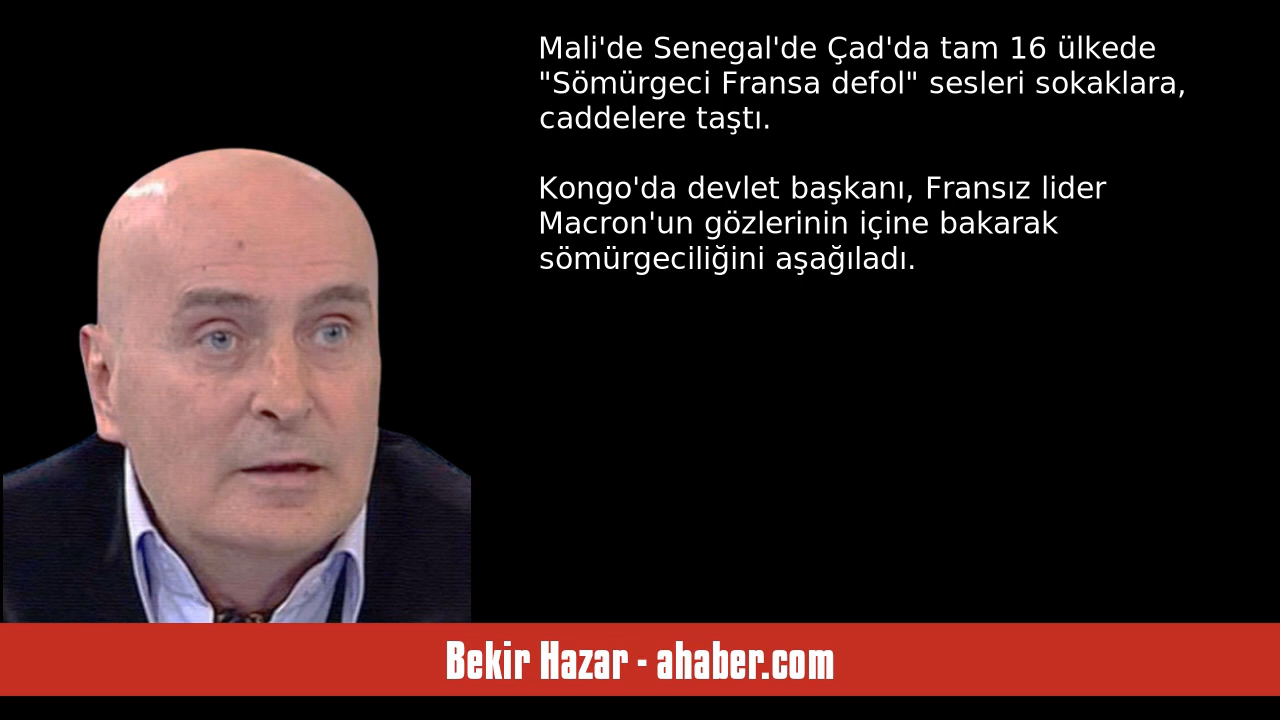 Mali'de Senegal'de Çad'da tam 16 ülkede
"Sömürgeci Fransa defol" sesleri sokaklara,
caddelere taştı.
Kongo'da devlet başkanı, Fransız lider
Macron'un gözlerinin içine bakarak
sömürgeciliğini aşağıladı.
Bekir Hazar - ahaber.com